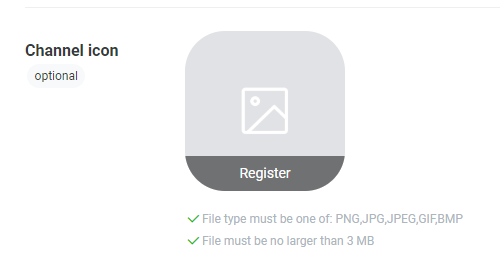 Channel icon
optional
Register
File type must be one of: PNG,JPG,JPEG,GIF,BMP
File must be no larger than 3 MB